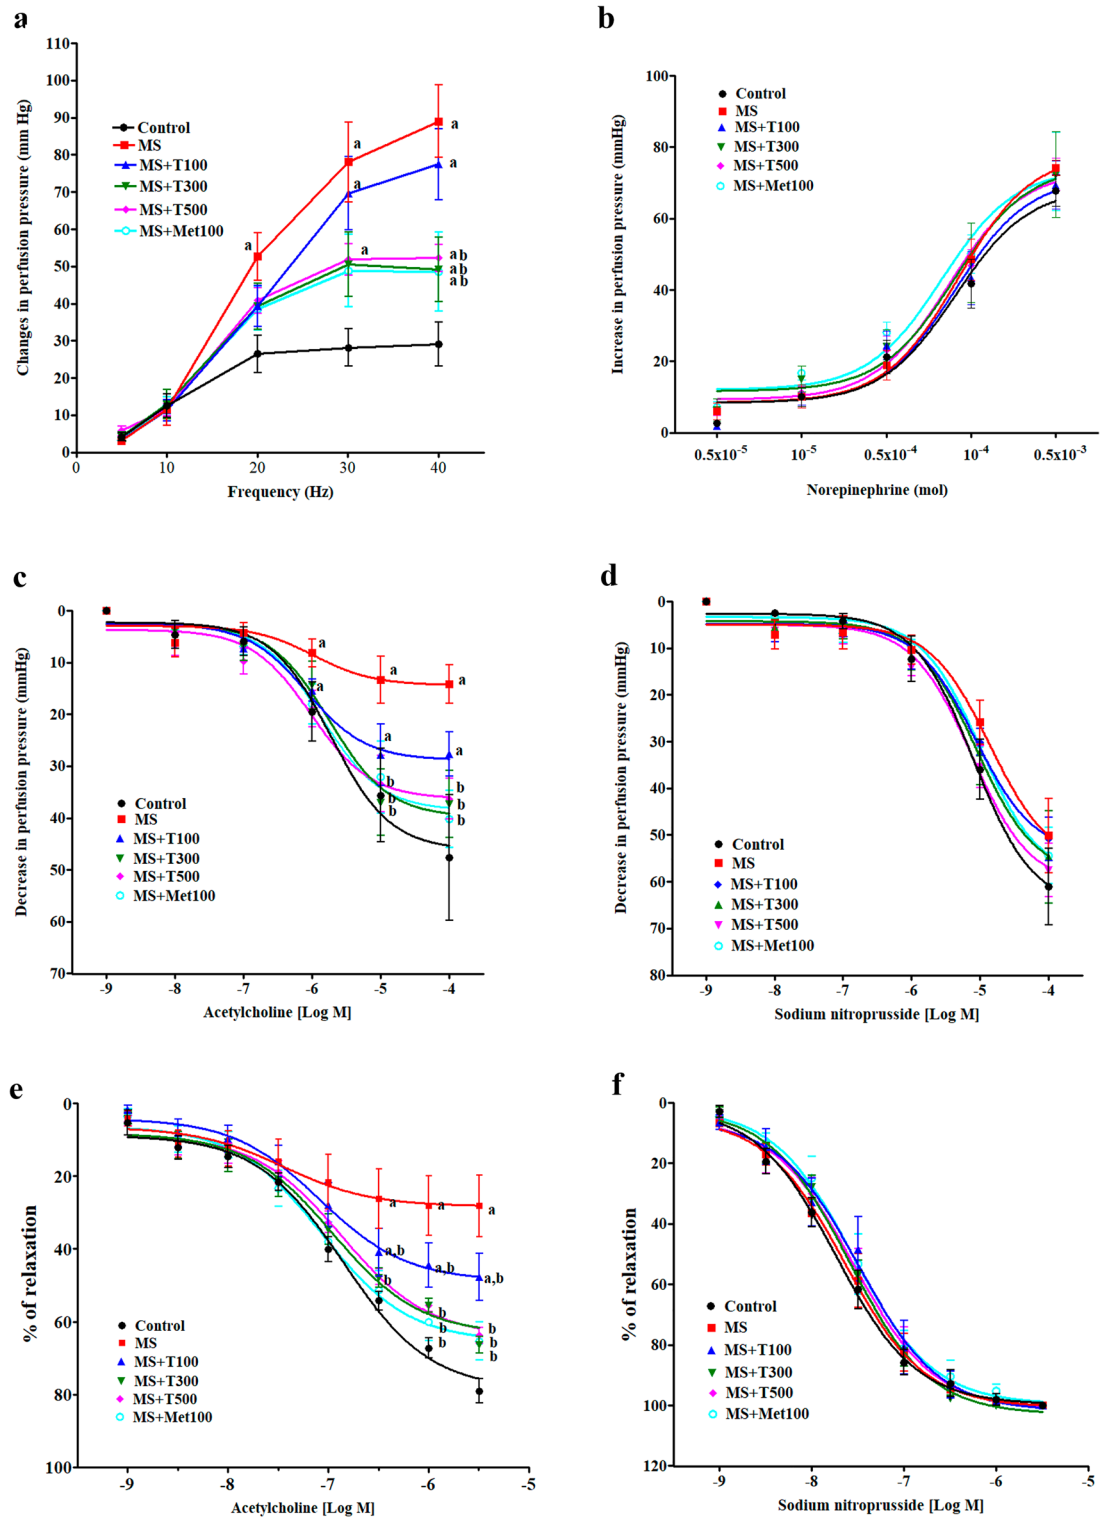 a
Changes in perfusion pressure (mm Hg)
110
100
90
80
70
60
50
40
30
20
10
0
0
10
20
30
40
Frequency (Hz)
Control
MS
MS+T100
MS+T300
MS+T500
MS+Met100
a
a
a
a
a
a
a b
a b
a b
b
Increase in perfusion pressure (mmHg)
100
80
60
40
20
0
0.5x10-5
10-5
0.5x10-4
10-4
0.5x10-3
Norepinephrine (mol)
Control
MS
MS+T100
MS+T300
MS+T500
MS+Met100
c
Decrease in perfusion pressure (mmHg)
0
10
20
30
40
50
60
70
-9
-8
-7
-6
-5
-4
Acetylcholine [Log M]
Control
MS
MS+T100
MS+T300
MS+T500
MS+Met100
a
a
a
a
a
a
b
b
b
b
b
b
d
Decrease in perfusion pressure (mmHg)
0
10
20
30
40
50
60
70
80
-9
-8
-7
-6
-5
-4
Sodium nitroprusside [Log M]
Control
MS
MS+T100
MS+T300
MS+T500
MS+Met100
e
% of relaxation
0
20
40
60
80
100
-9
-8
-7
-6
-5
Acetylcholine [Log M]
Control
MS
MS+T100
MS+T300
MS+T500
MS+Met100
a
a
a
a,b
a,b
a,b
b
b
b
b
b
b
b
f
% of relaxation
0
20
40
60
80
100
120
-9
-8
-7
-6
-5
Sodium nitroprusside [Log M]
Control
MS
MS+T100
MS+T300
MS+T500
MS+Met100